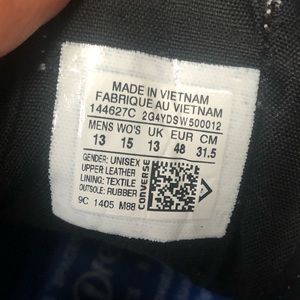 MADE IN VIETNAM
FABRIQUE AU VIETNAM
144627C 2G4YDSW500012
MENS WO'S UK EUR CM
13 15 13 48 31.5
GENDER: UNISEX
UPPER LEATHER
LINING: TEXTILE
OUTSOLE: RUBBER
9C 1405 M88
CONVERSE